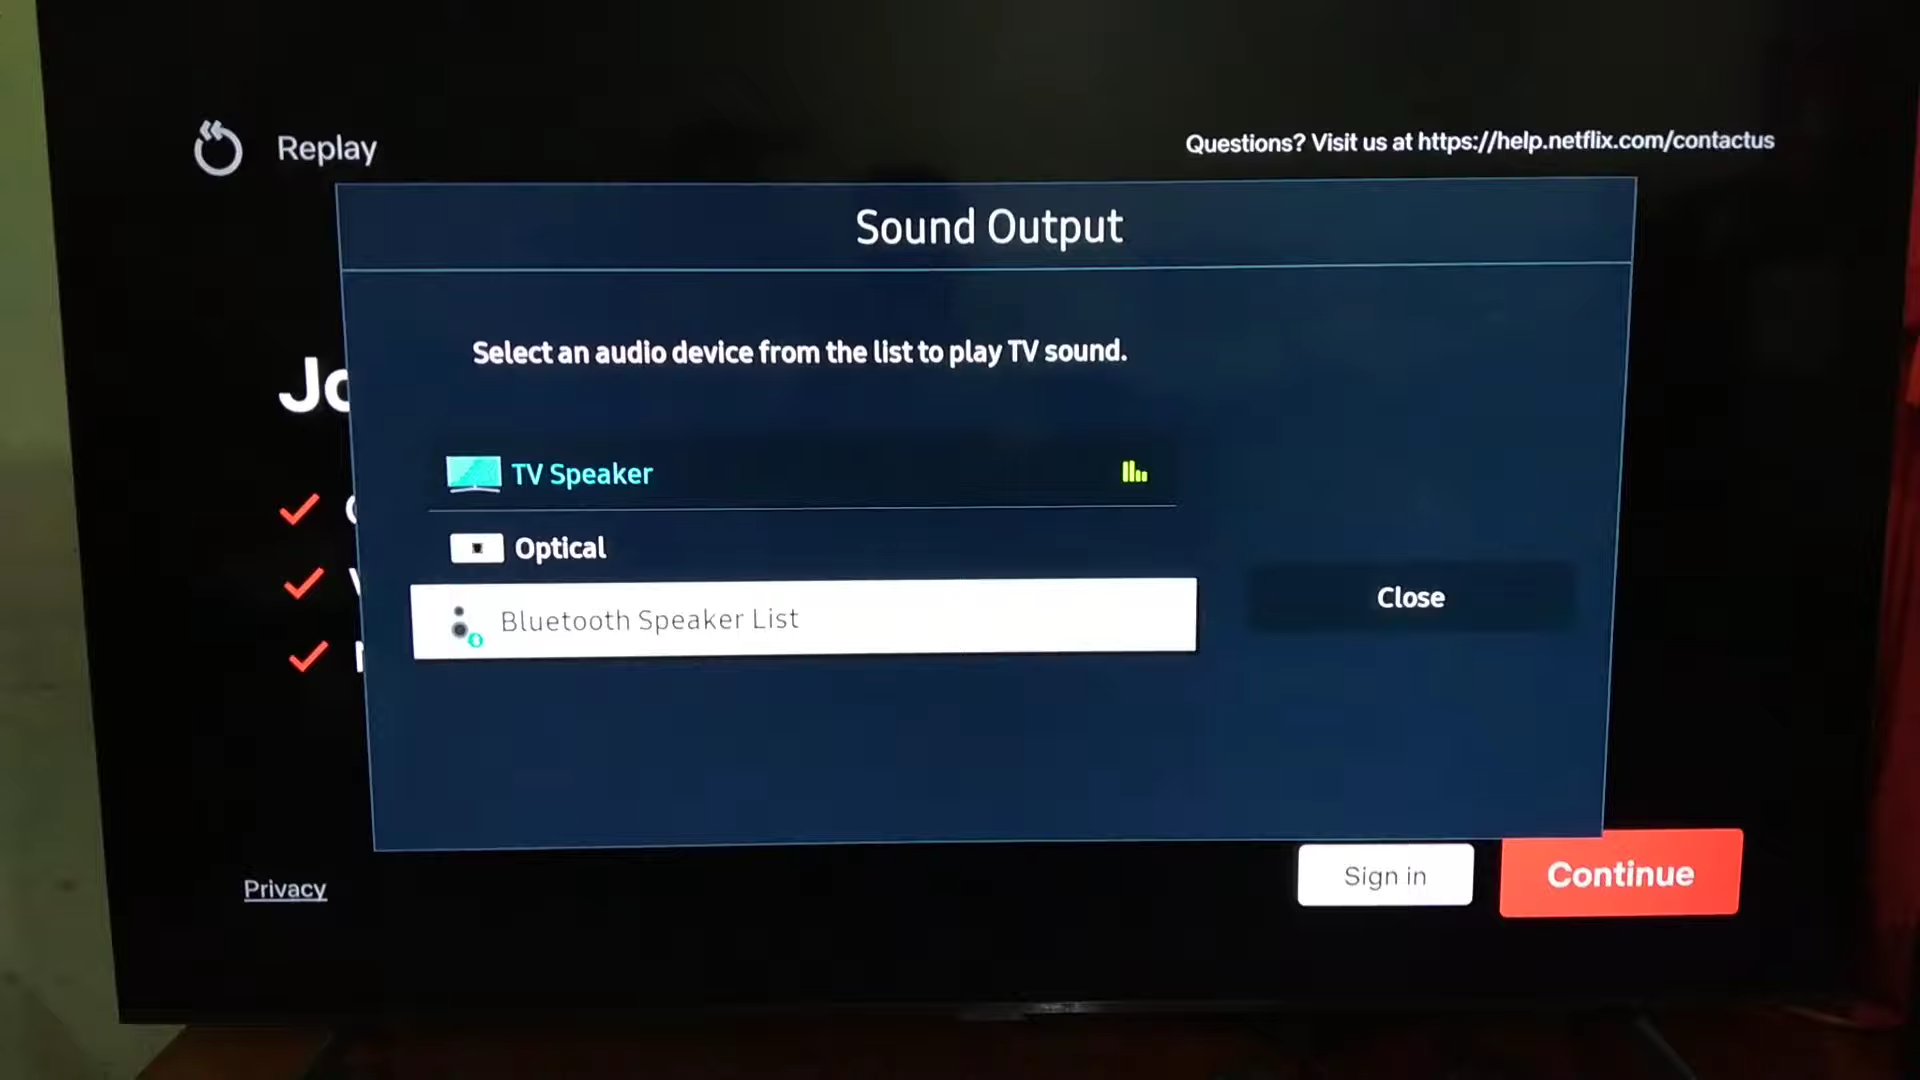 Replay
Questions? Visit us at https://help.netflix.com/contactus
Sound Output
Select an audio device from the list to play TV sound.
Jo
TV Speaker
Optical
Bluetooth Speaker List
Close
Privacy
Sign in
Continue